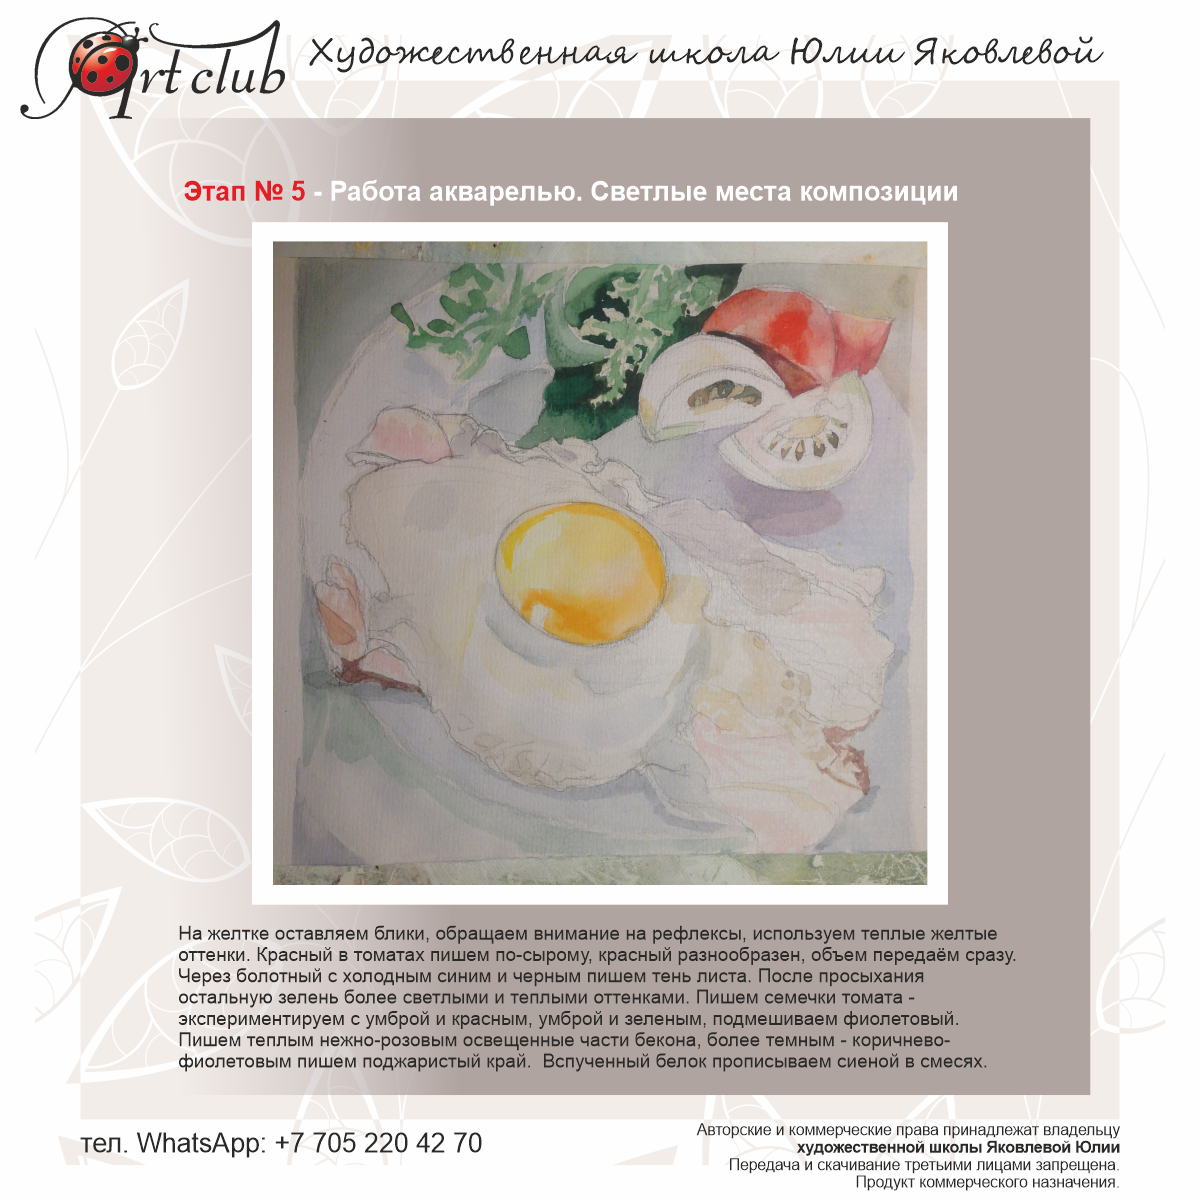 Art club
Художественная школа Юлии Яковлевой
Этап № 5 - Работа акварелью. Светлые места композиции
На желтке оставляем блики, обращаем внимание на рефлексы, используем теплые желтые
оттенки. Красный в томатах пишем по-сырому, красный разнообразен, объем передаём сразу.
Через болотный с холодным синим и черным пишем тень листа. После просыхания
остальную зелень более светлыми и теплыми оттенками. Пишем семечки томата -
экспериментируем с умброй и красным, умброй и зеленым, подмешиваем фиолетовый.
Пишем теплым нежно-розовым освещенные части бекона, более темным - коричнево-
фиолетовым пишем поджаристый край.  Вспученный белок прописываем сиеной в смесях.
тел. WhatsApp: +7 705 220 42 70
Авторские и коммерческие права принадлежат владельцу
художественной школы Яковлевой Юлии
Передача и скачивание третьими лицами запрещена.
Продукт коммерческого назначения.